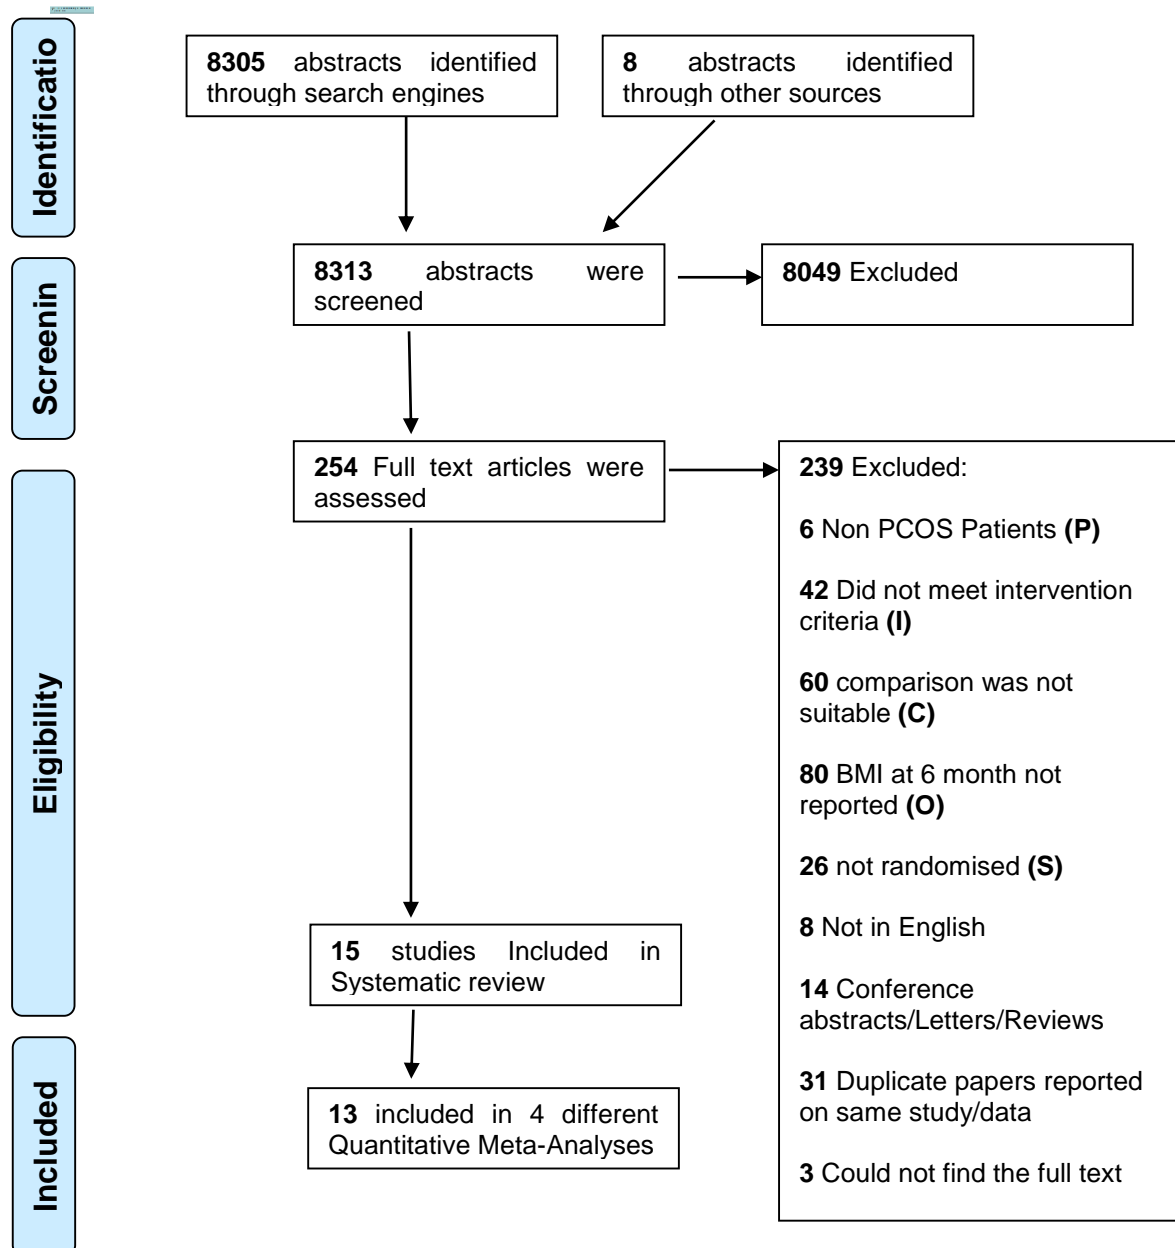 Identificatio
8305 abstracts identified
through search engines
8 abstracts identified
through other sources
Screenin
8313 abstracts were
screened
8049 Excluded
Eligibility
254 Full text articles were
assessed
239 Excluded:
6 Non PCOS Patients (P)
42 Did not meet intervention
criteria (I)
60 comparison was not
suitable (C)
80 BMI at 6 month not
reported (O)
26 not randomised (S)
8 Not in English
14 Conference
abstracts/Letters/Reviews
31 Duplicate papers reported
on same study/data
3 Could not find the full text
15 studies Included in
Systematic review
Included
13 included in 4 different
Quantitative Meta-Analyses